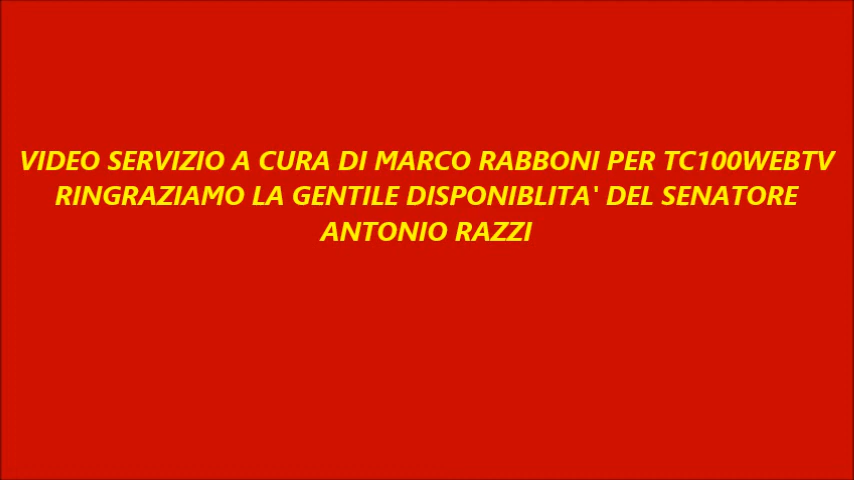 VIDEO SERVIZIO A CURA DI MARCO RABBONI PER TC100WEBTV
RINGRAZIAMO LA GENTILE DISPONIBLITA' DEL SENATORE
ANTONIO RAZZI